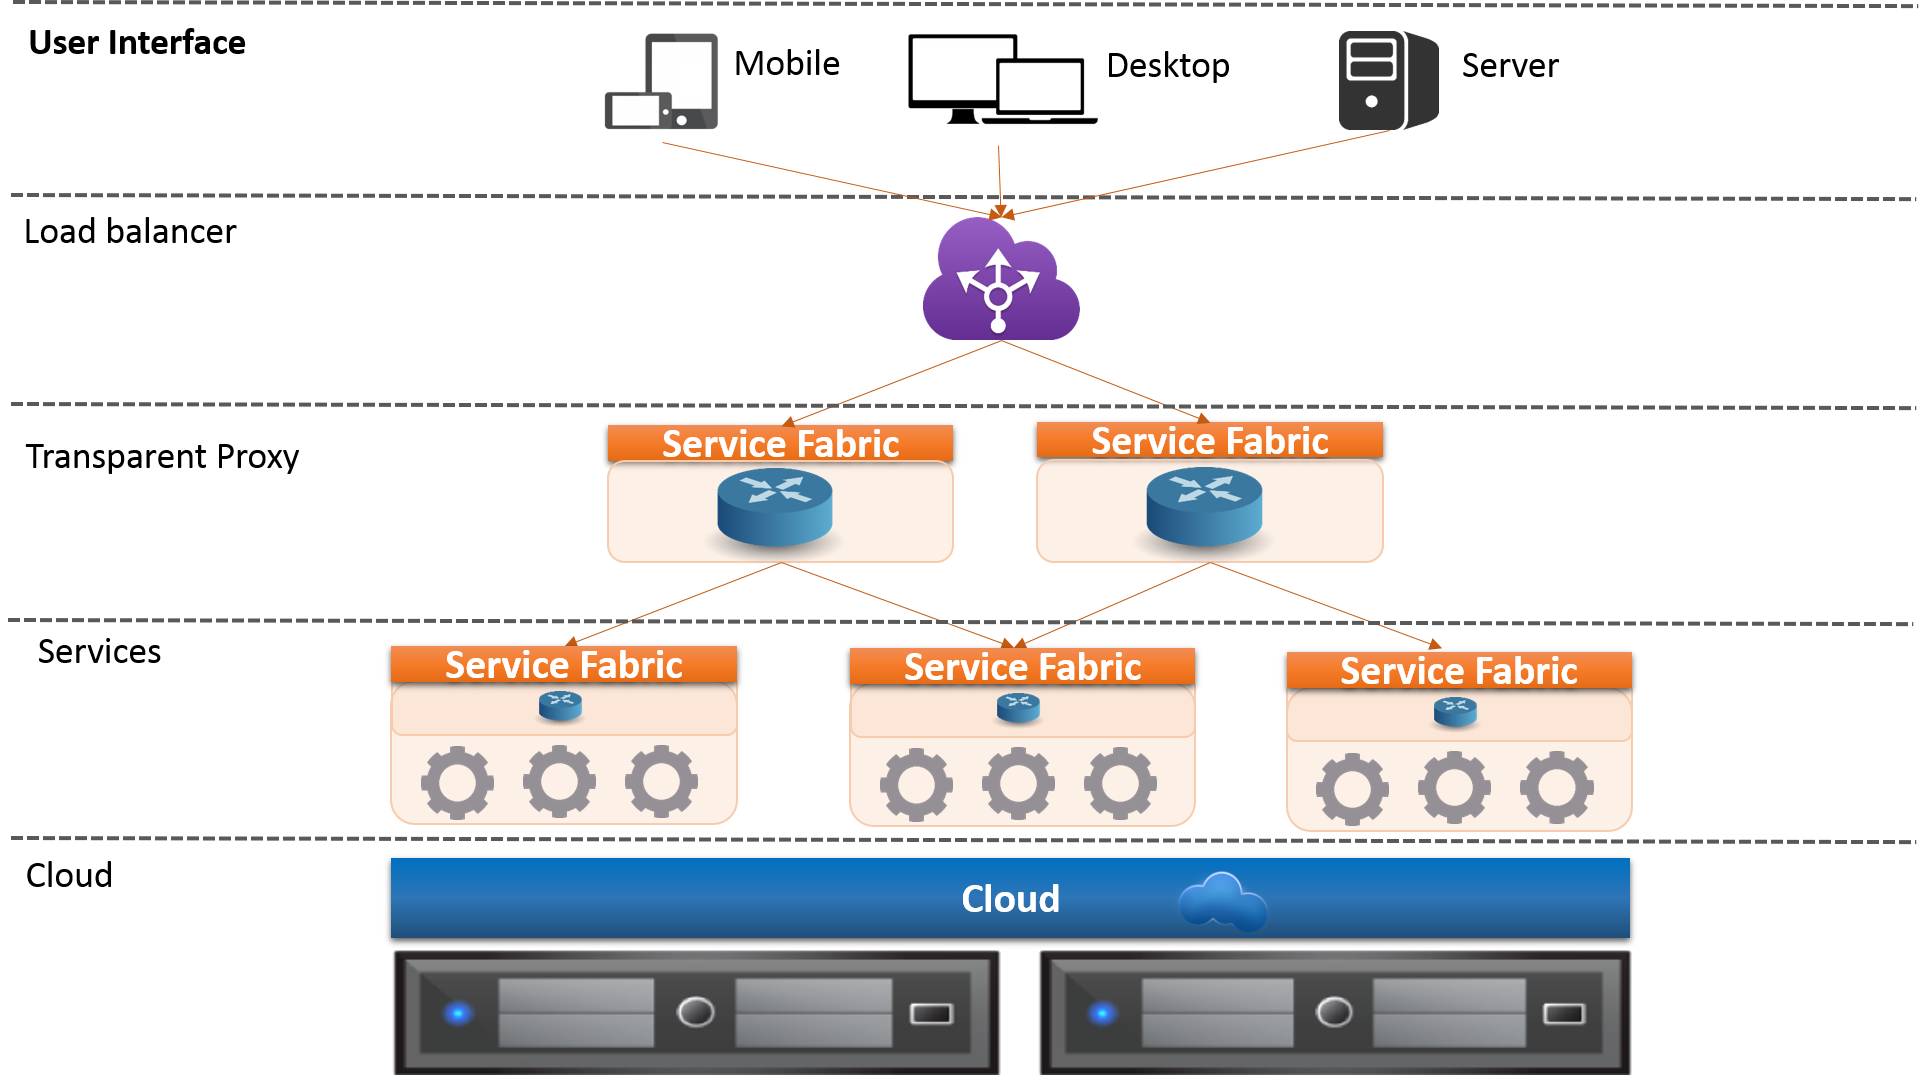 User Interface
Mobile
Desktop
Server
Load balancer
Transparent Proxy
Service Fabric
Service Fabric
Services
Service Fabric
Service Fabric
Service Fabric
Cloud
Cloud